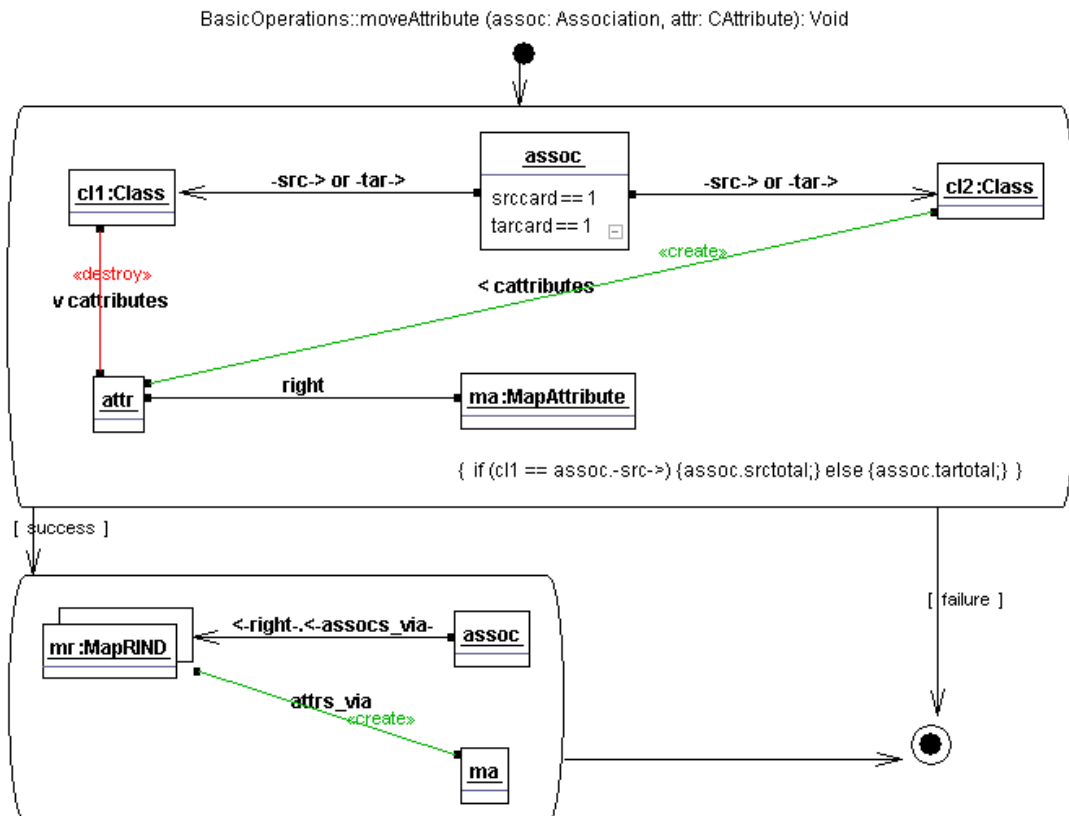 BasicOperations::moveAttribute (assoc: Association, attr: CAttribute): Void
assoc
srccard == 1
tarcard == 1
-src-> or -tar->
-src-> or -tar->
cl1:Class
cl2:Class
«create»
«destroy»
v cattributes
< cattributes
attr
right
ma:MapAttribute
{ if (cl1 == assoc.-src->) {assoc.srctotal;} else {assoc.tartotal;} }
[ success ]
[ failure ]
mr:MapRIND
<-right-.<-assocs_via-
assoc
attrs_via
«create»
ma